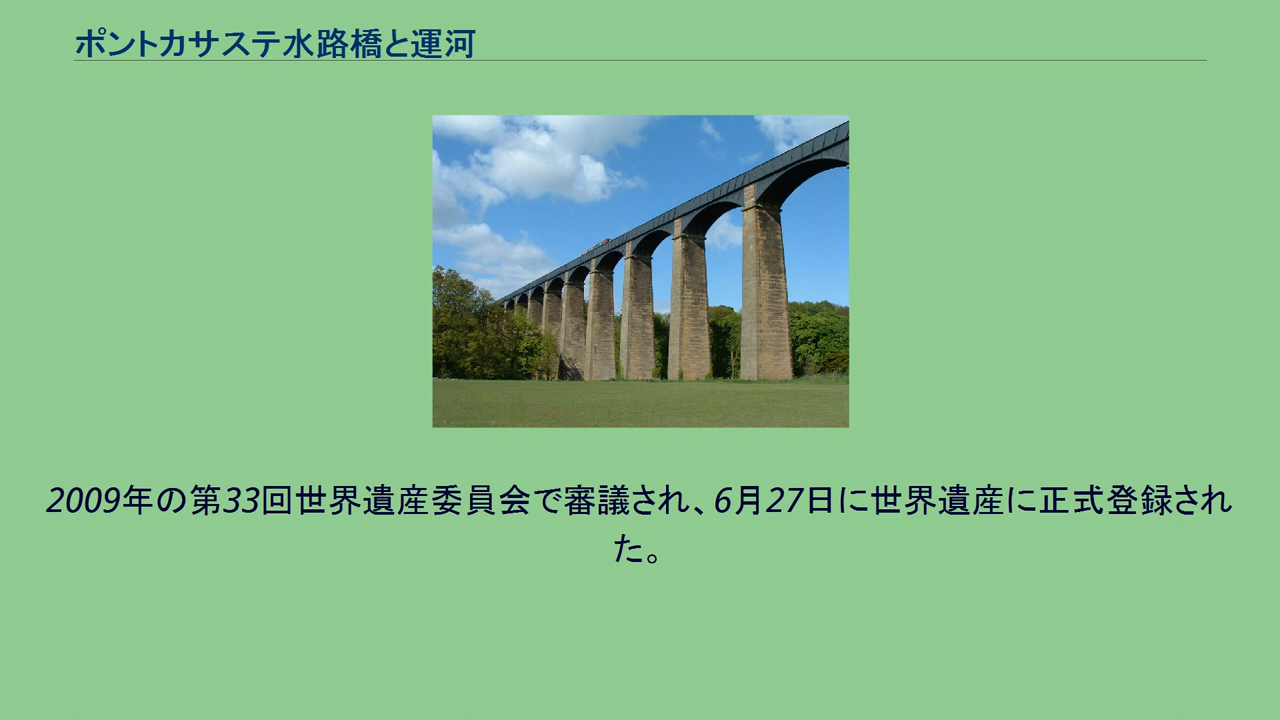 ポントカサステ水路橋と運河
2009年の第33回世界遺産委員会で審議され、6月27日に世界遺産に正式登録され
た。